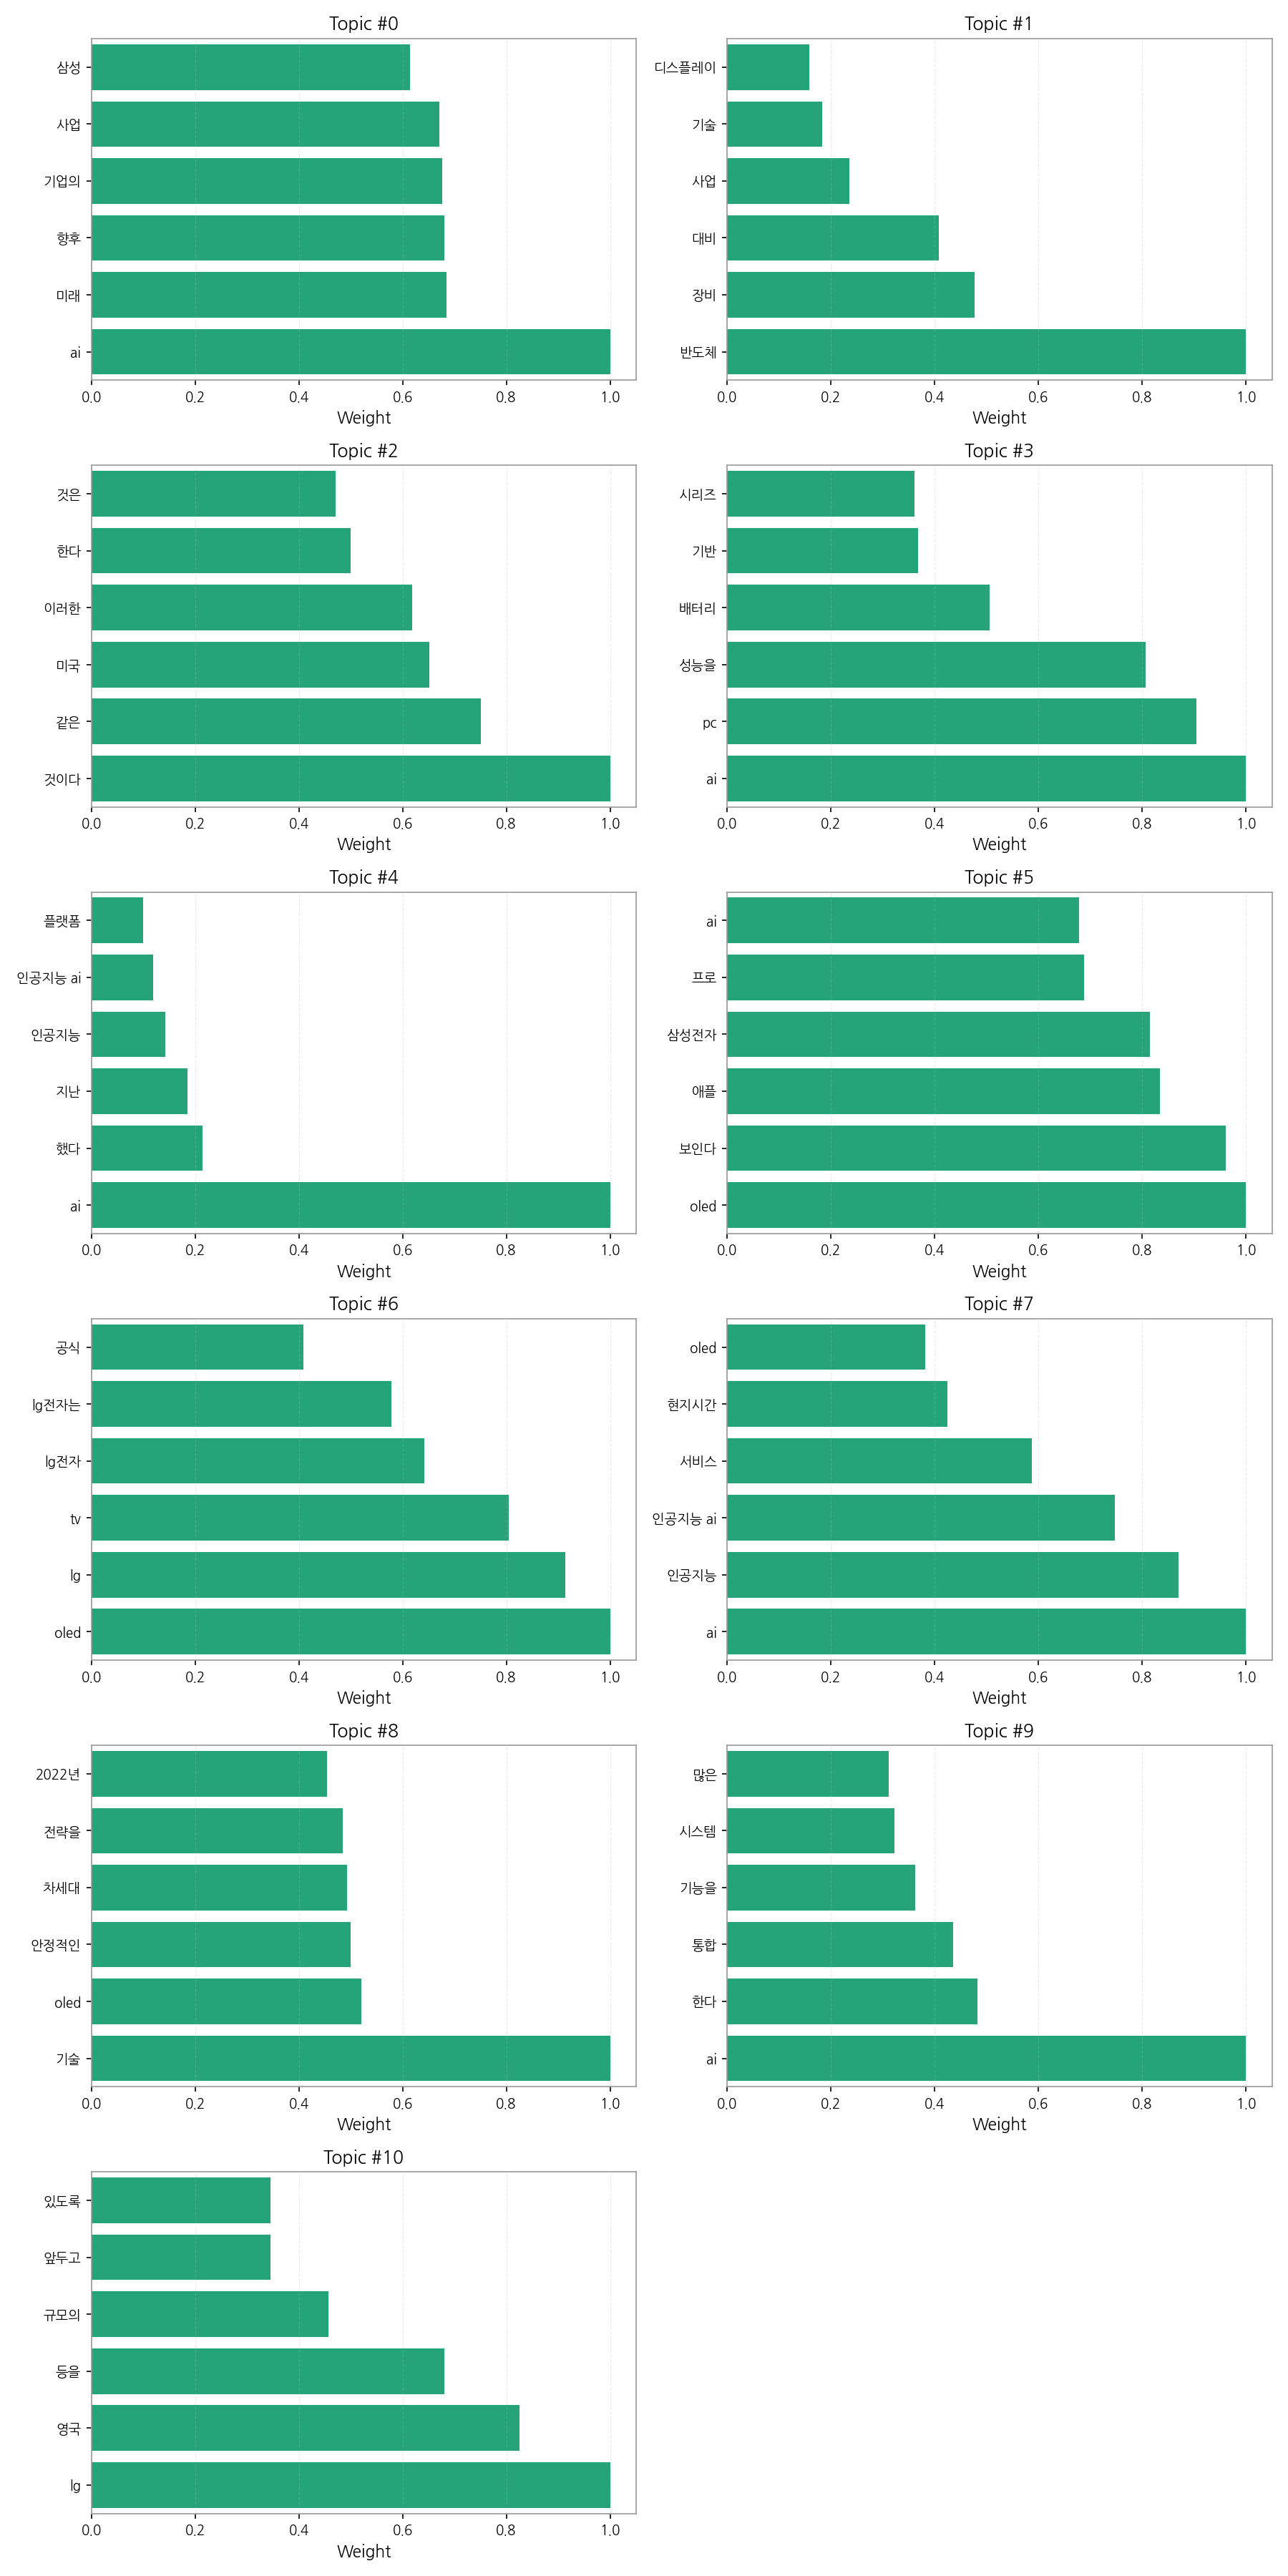 Topic #0
삼성
사업
기업의
향후
미래
ai
0.0 0.2 0.4 0.6 0.8 1.0
Weight
Topic #1
디스플레이
기술
사업
대비
장비
반도체
0.0 0.2 0.4 0.6 0.8 1.0
Weight
Topic #2
것은
한다
이러한
미국
같은
것이다
0.0 0.2 0.4 0.6 0.8 1.0
Weight
Topic #3
시리즈
기반
배터리
성능을
pc
ai
0.0 0.2 0.4 0.6 0.8 1.0
Weight
Topic #4
플랫폼
인공지능 ai
인공지능
지난
했다
ai
0.0 0.2 0.4 0.6 0.8 1.0
Weight
Topic #5
ai
프로
삼성전자
애플
보인다
oled
0.0 0.2 0.4 0.6 0.8 1.0
Weight
Topic #6
공식
lg전자는
lg전자
tv
lg
oled
0.0 0.2 0.4 0.6 0.8 1.0
Weight
Topic #7
oled
현지시간
서비스
인공지능 ai
인공지능
ai
0.0 0.2 0.4 0.6 0.8 1.0
Weight
Topic #8
2022년
전략을
차세대
안정적인
oled
기술
0.0 0.2 0.4 0.6 0.8 1.0
Weight
Topic #9
많은
시스템
기능을
통합
한다
ai
0.0 0.2 0.4 0.6 0.8 1.0
Weight
Topic #10
있도록
앞두고
규모의
등을
영국
lg
0.0 0.2 0.4 0.6 0.8 1.0
Weight